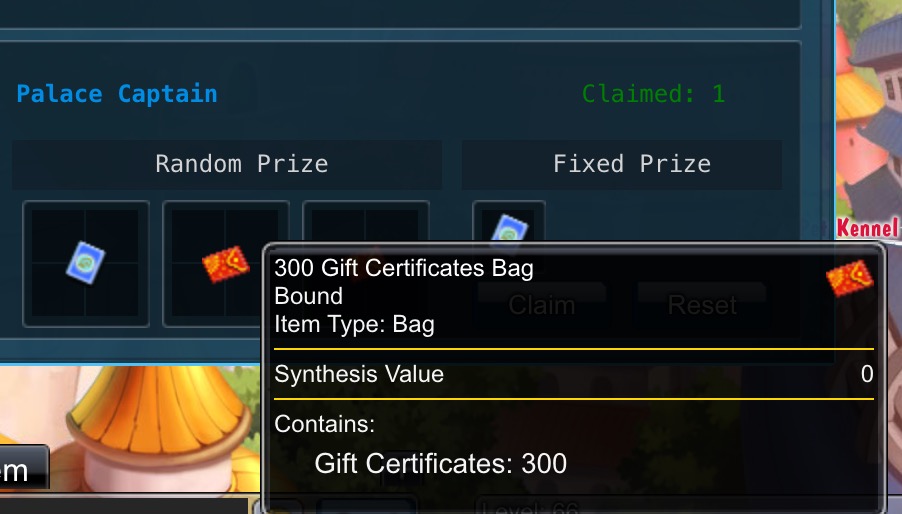 Palace Captain
Claimed: 1
Random Prize
Fixed Prize
Kennel
300 Gift Certificates Bag
Bound
Claim
Reset
Item Type: Bag
Synthesis Value
0
Contains:
Gift Certificates: 300
em
Level: 66